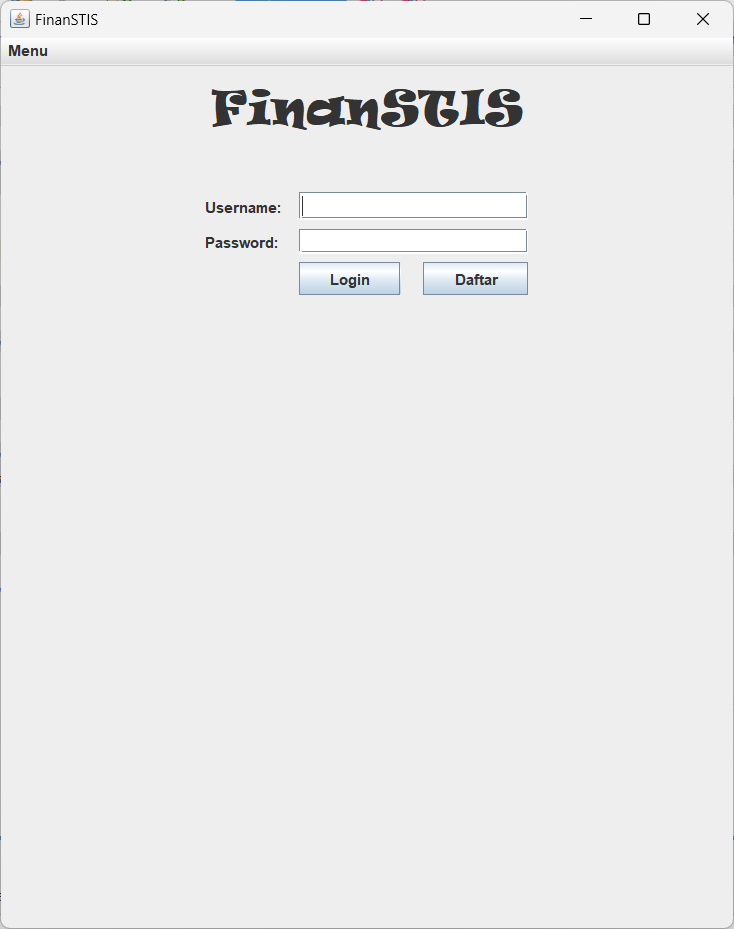 FinanSTIS
Menu
FinanSTIS
Username:
Password:
Login Daftar